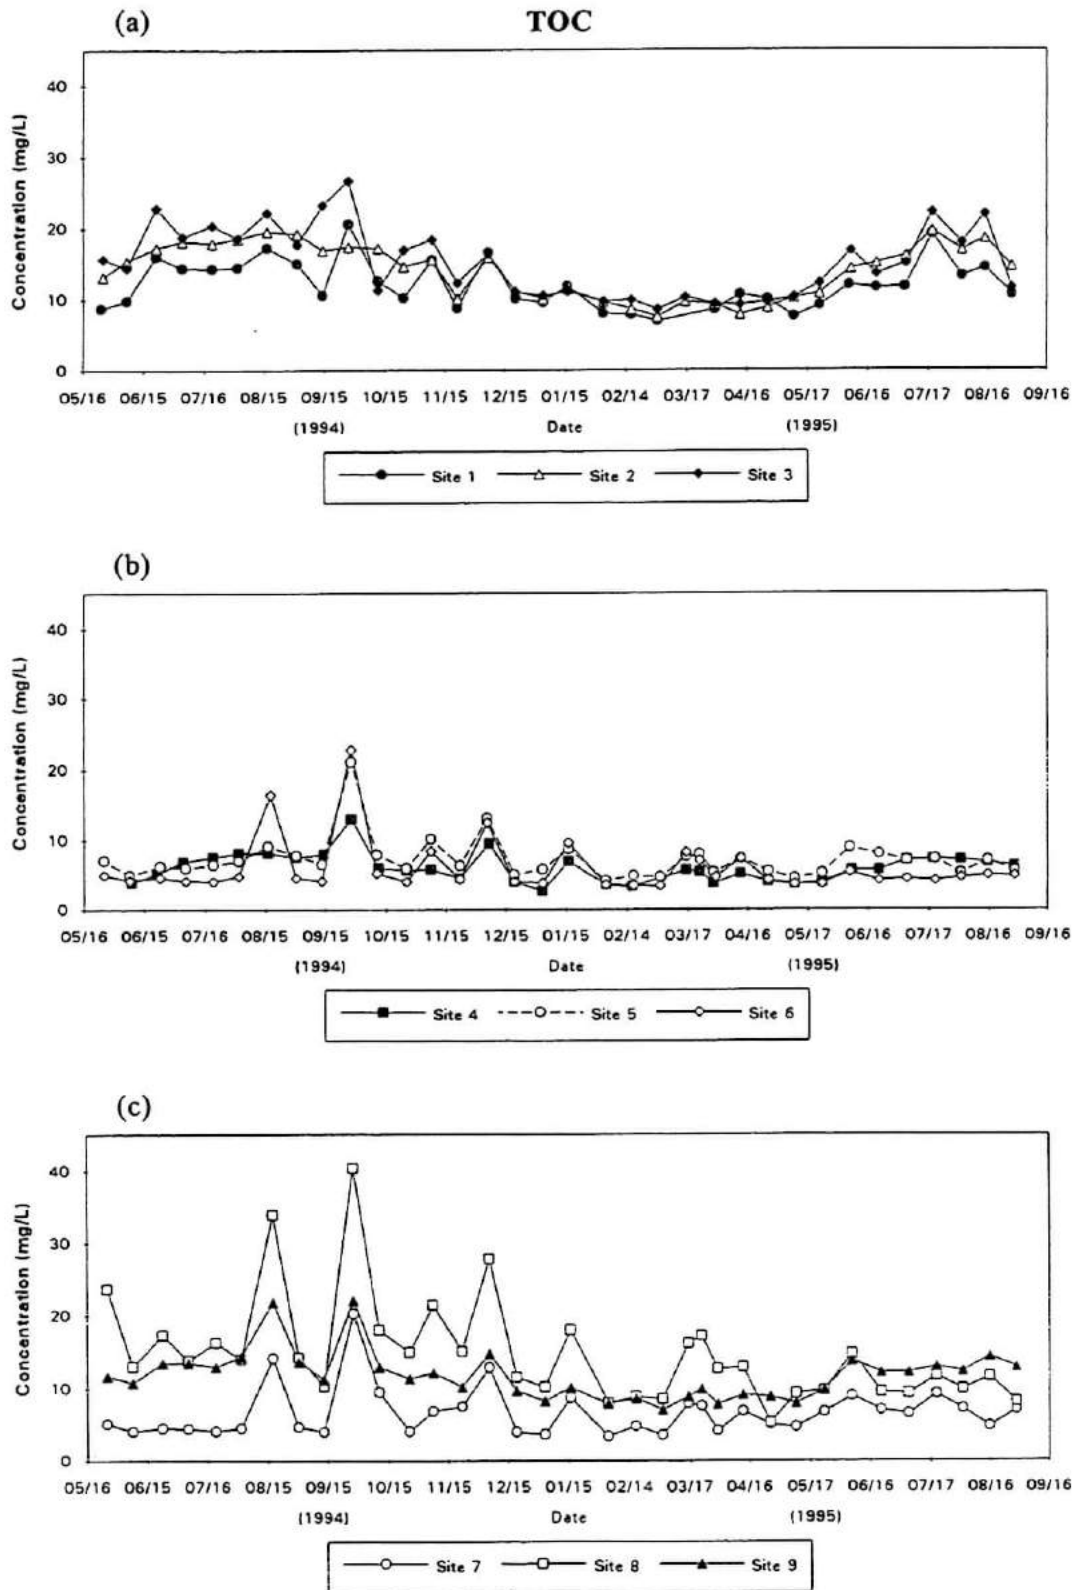 (a) TOC
Concentration (mg/L)
40
30
20
10
0
05/16 06/15 07/16 08/15 09/15 10/15 11/15 12/15 01/15 02/14 03/17 04/16 05/17 06/16 07/17 08/16 09/16
(1994) Date (1995)
Site 1 Site 2 Site 3
(b)
Concentration (mg/L)
40
30
20
10
0
05/16 06/15 07/16 08/15 09/15 10/15 11/15 12/15 01/15 02/14 03/17 04/16 05/17 06/16 07/17 08/16 09/16
(1994) Date (1995)
Site 4 Site 5 Site 6
(c)
Concentration (mg/L)
40
30
20
10
0
05/16 06/15 07/16 08/15 09/15 10/15 11/15 12/15 01/15 02/14 03/17 04/16 05/17 06/16 07/17 08/16 09/16
(1994) Date (1995)
Site 7 Site 8 Site 9